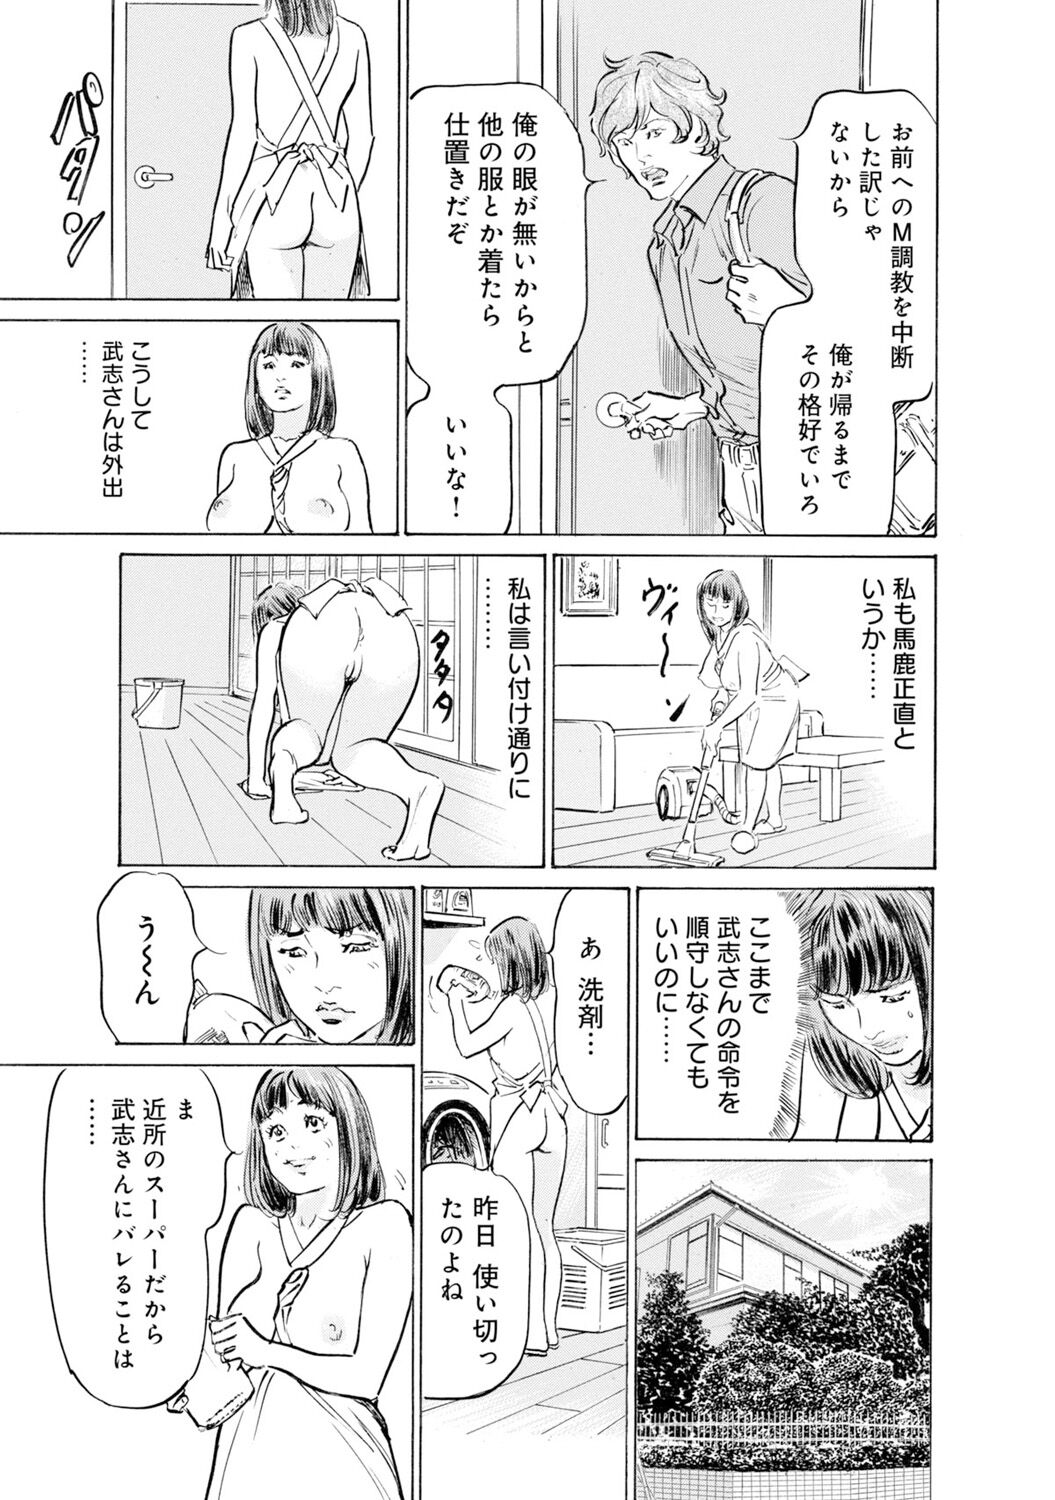 お前へのM調教を中断
した訳じゃ
ないから
俺が帰るまで
その格好でいろ
俺の眼が無いからと
他の服とか着たら
仕置きだぞ
いいな！
パタン
こうして
武志さんは外出
……
私も馬鹿正直と
いうか……
ヴィ〜ン
私は言い付け通りに
………
タタタタ
ここまで
武志さんの命令を
順守しなくても
いいのに……
あ 洗剤…
昨日 使い切っ
たのよね
う〜ん
ま
近所のスーパーだから
武志さんにバレることは
……